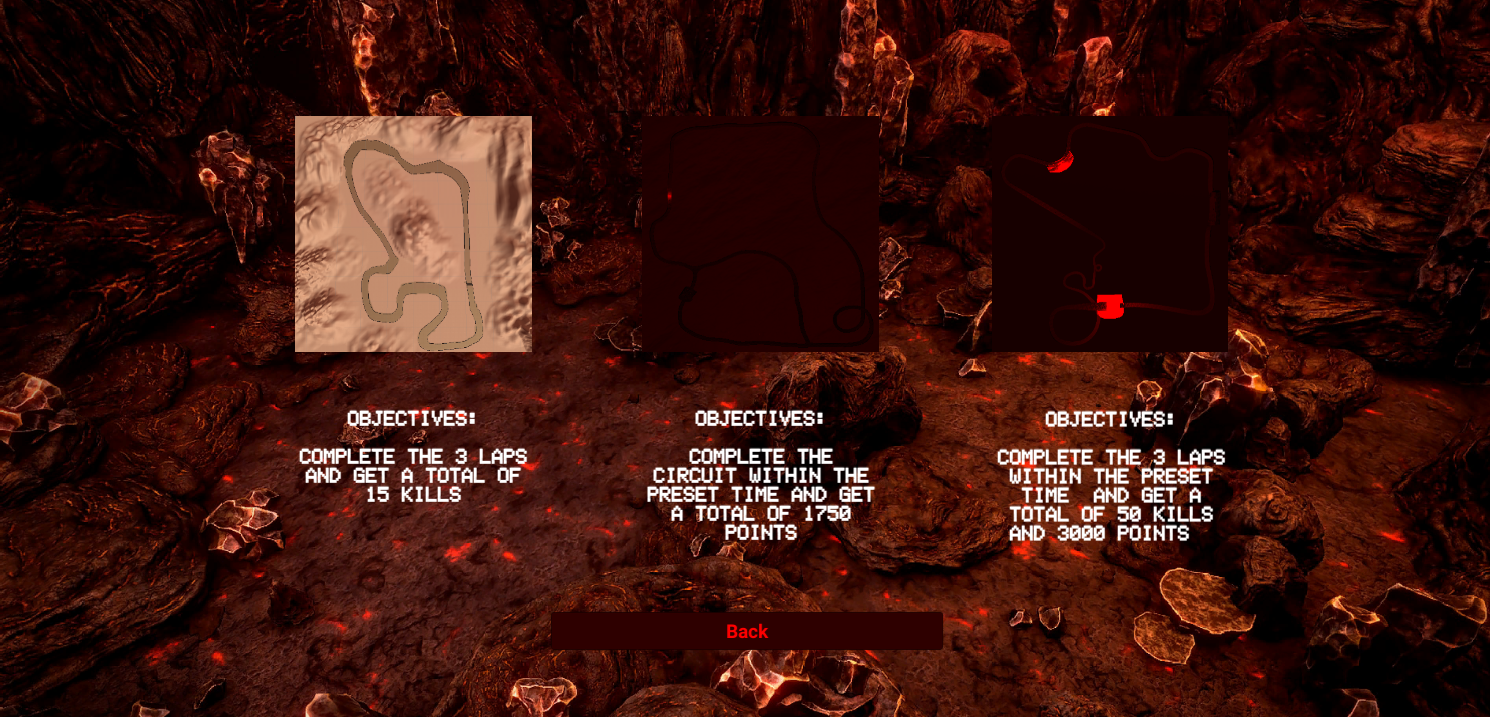 OBJECTIVES:
COMPLETE THE 3 LAPS
AND GET A TOTAL OF
15 KILLS
OBJECTIVES:
COMPLETE THE
CIRCUIT WITHIN THE
PRESET TIME AND GET
A TOTAL OF 1750
POINTS
OBJECTIVES:
COMPLETE THE 3 LAPS
WITHIN THE PRESET
TIME AND GET A
TOTAL OF 50 KILLS
AND 3000 POINTS
Back